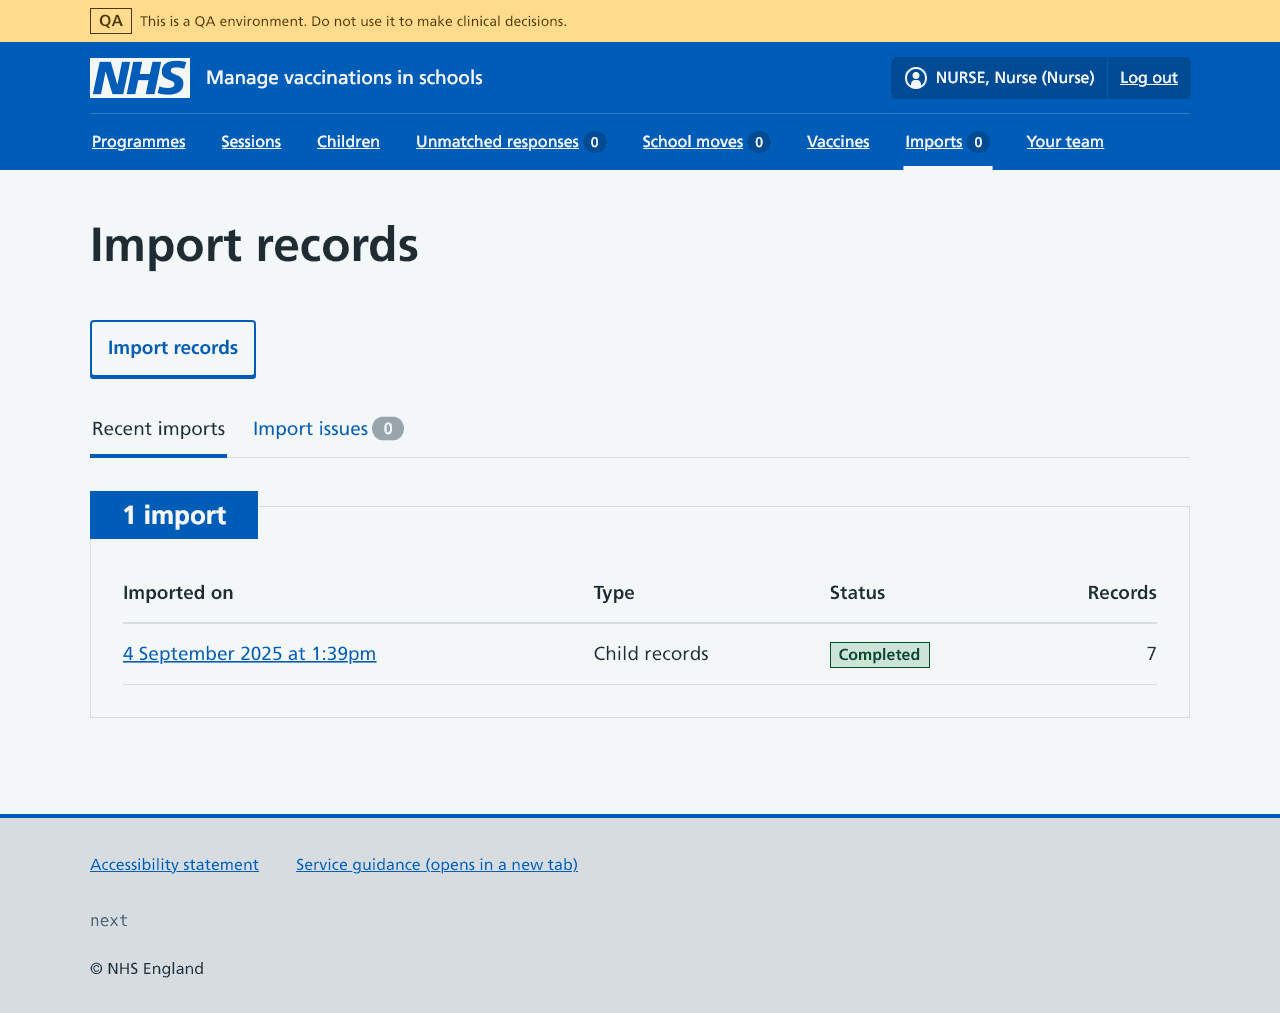 QA This is a QA environment. Do not use it to make clinical decisions.
NHS Manage vaccinations in schools NURSE, Nurse (Nurse) Log out
Programmes Sessions Children Unmatched responses 0 School moves 0 Vaccines Imports 0 Your team
Import records
Import records
Recent imports Import issues 0
1 import
Imported on Type Status Records
4 September 2025 at 1:39pm Child records Completed 7
Accessibility statement Service guidance (opens in a new tab)
next
© NHS England